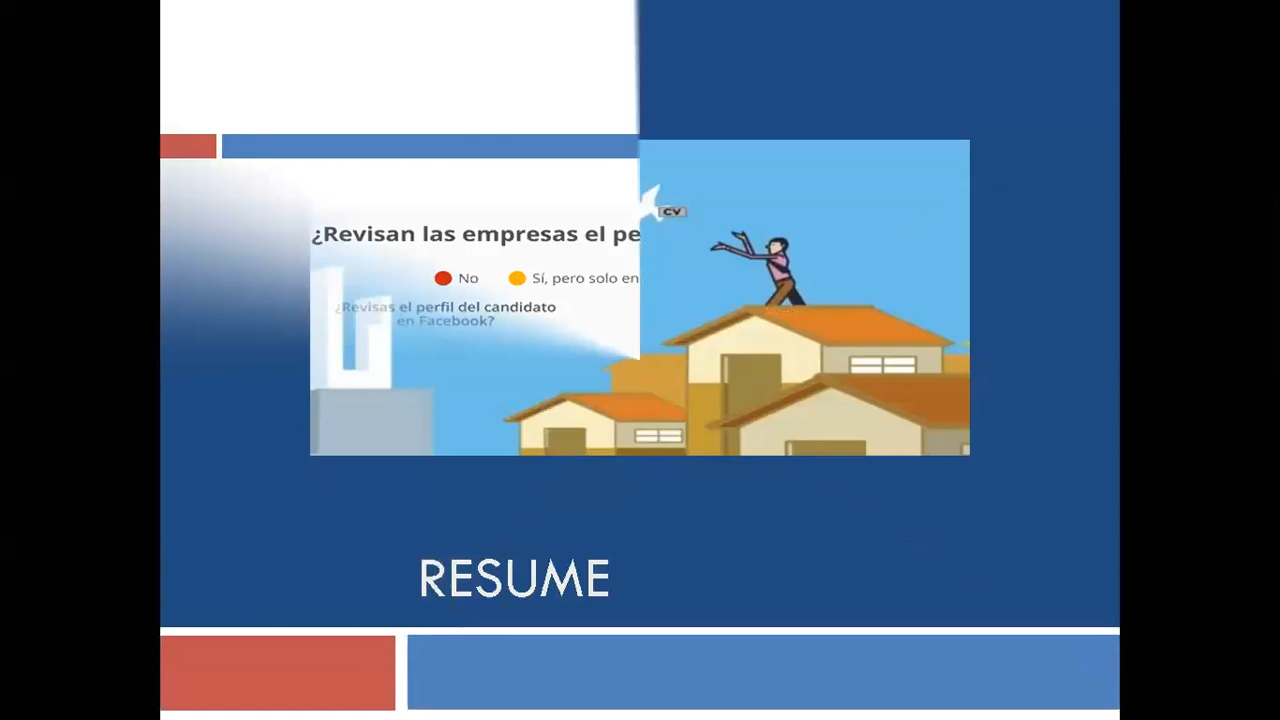 ¿Revisan las empresas el pe
CV
No
Sí, pero solo en
¿Revisas el perfil del candidato
en Facebook?
RESUME